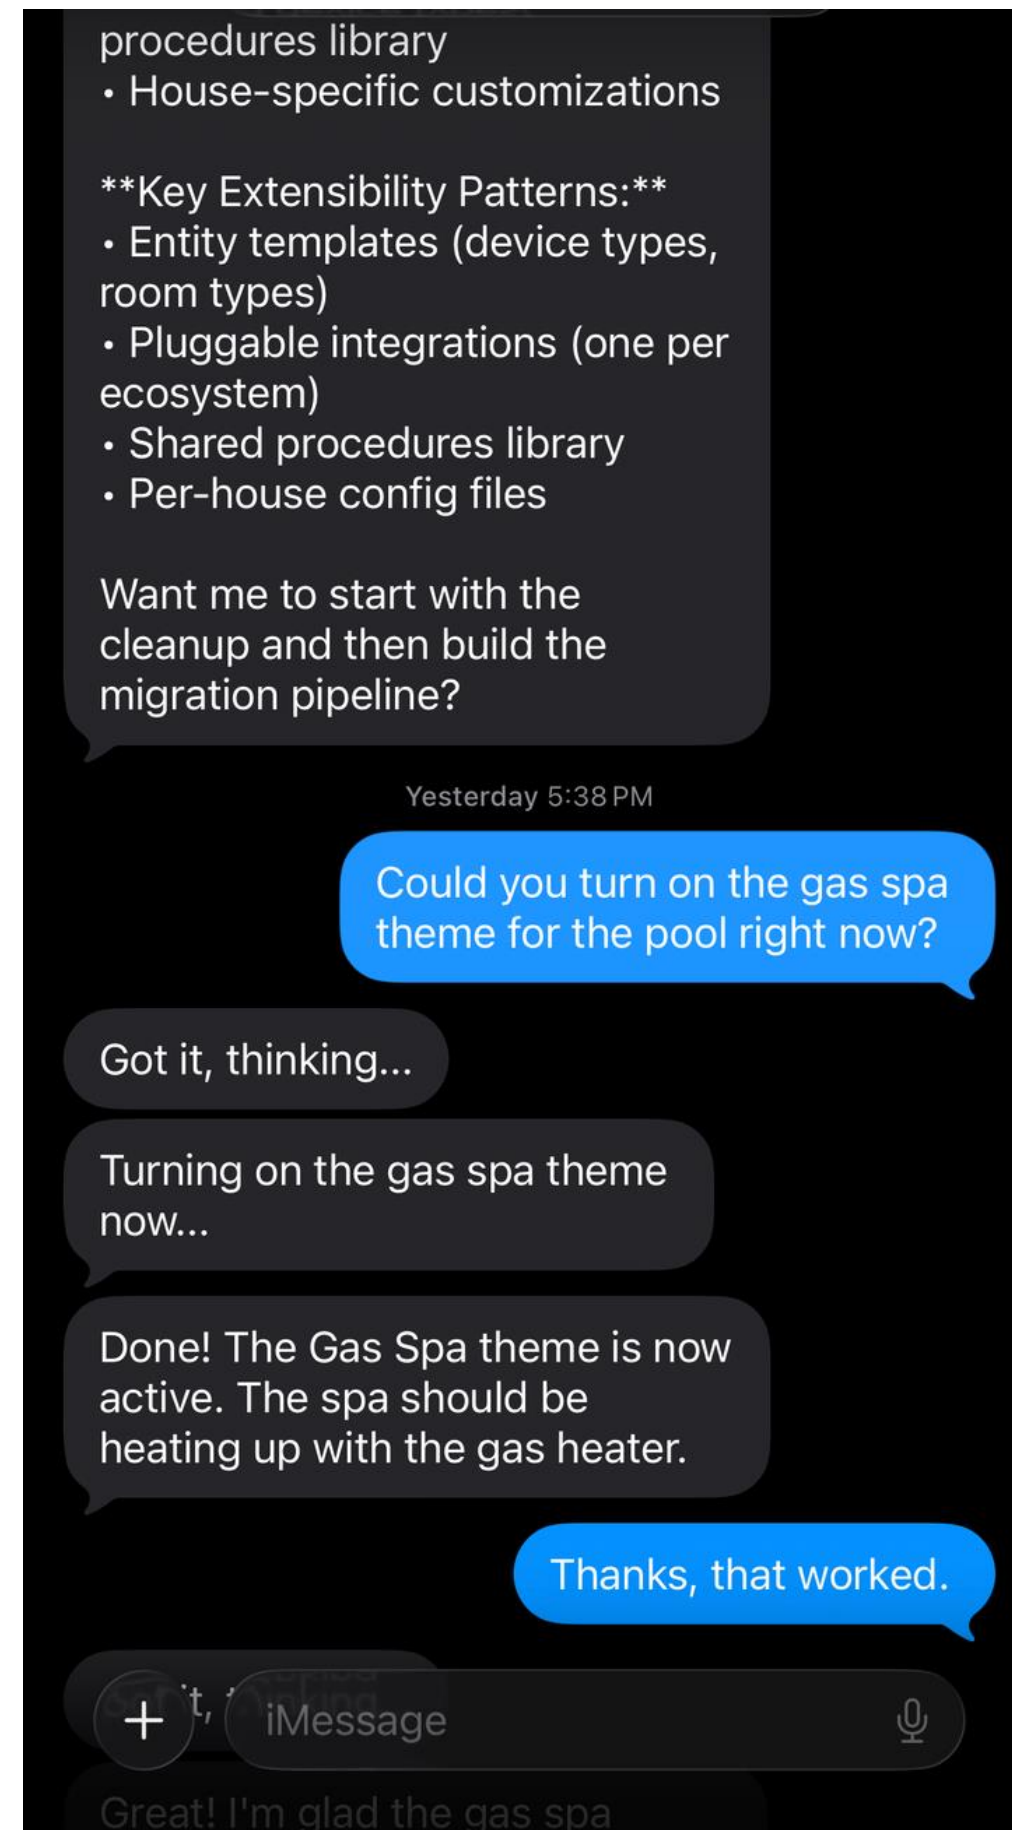 procedures library
• House-specific customizations
**Key Extensibility Patterns:**
• Entity templates (device types,
room types)
• Pluggable integrations (one per
ecosystem)
• Shared procedures library
• Per-house config files
Want me to start with the
cleanup and then build the
migration pipeline?
Yesterday 5:38 PM
Could you turn on the gas spa
theme for the pool right now?
Got it, thinking...
Turning on the gas spa theme
now...
Done! The Gas Spa theme is now
active. The spa should be
heating up with the gas heater.
Thanks, that worked.
iMessage
Great! I'm glad the gas spa